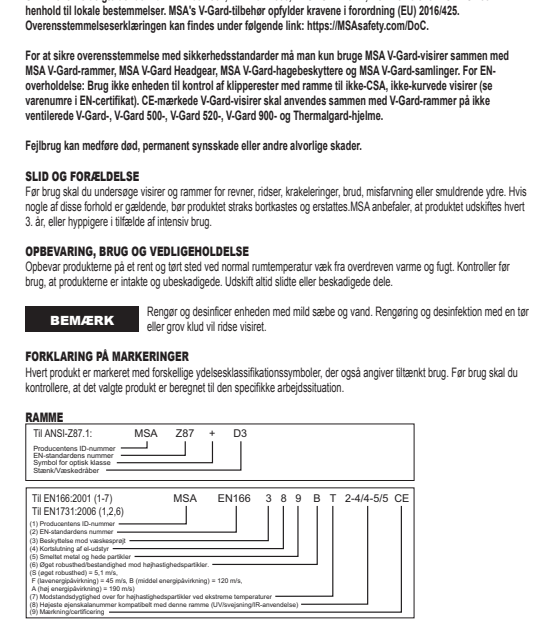 henhold til lokale bestemmelser. MSA's V-Gard-tilbehør opfylder kravene i forordning (EU) 2016/425.
Overensstemmelseserklæringen kan findes under følgende link: https://MSAsafety.com/DoC.
For at sikre overensstemmelse med sikkerhedsstandarder må man kun bruge MSA V-Gard-visirer sammen med
MSA V-Gard-rammer, MSA V-Gard Headgear, MSA V-Gard-hagebeskyttere og MSA V-Gard-samlinger. For EN-
overholdelse: Brug ikke enheden til kontrol af klipperester med ramme til ikke-CSA, ikke-kurvede visirer (se
varenumre i EN-certifikat). CE-mærkede V-Gard-visirer skal anvendes sammen med V-Gard-rammer på ikke
ventilerede V-Gard-, V-Gard 500-, V-Gard 520-, V-Gard 900- og Thermalgard-hjelme.
Fejlbrug kan medføre død, permanent synsskade eller andre alvorlige skader.
SLID OG FORÆLDELSE
Før brug skal du undersøge visirer og rammer for revner, ridser, krakeleringer, brud, misfarvning eller smuldrende ydre. Hvis
nogle af disse forhold er gældende, bør produktet straks bortkastes og erstattes.MSA anbefaler, at produktet udskiftes hvert
3. år, eller hyppigere i tilfælde af intensiv brug.
OPBEVARING, BRUG OG VEDLIGEHOLDELSE
Opbevar produkterne på et rent og tørt sted ved normal rumtemperatur væk fra overdreven varme og fugt. Kontroller før
brug, at produkterne er intakte og ubeskadigede. Udskift altid slidte eller beskadigede dele.
BEMÆRK
Rengør og desinficer enheden med mild sæbe og vand. Rengøring og desinfektion med en tør
eller grov klud vil ridse visiret.
FORKLARING PÅ MARKERINGER
Hvert produkt er markeret med forskellige ydelsesklassifikationssymboler, der også angiver tiltænkt brug. Før brug skal du
kontrollere, at det valgte produkt er beregnet til den specifikke arbejdssituation.
RAMME
Til ANSI-Z87.1: MSA Z87 + D3
Producentens ID-nummer
EN-standardens nummer
Symbol for optisk klasse
Stænk/Væskedråber
Til EN166:2001 (1-7) MSA EN166 3 8 9 B T 2-4/4-5/5 CE
Til EN1731:2006 (1,2,6)
(1) Producentens ID-nummer
(2) EN-standardens nummer
(3) Beskyttelse mod væskesprøjt
(4) Kortslutning af el-udstyr
(5) Smeltet metal og hede partikler
(6) Øget robusthed/bestandighed mod højhastighedspartikler.
(S (øget robusthed) = 5,1 m/s,
F (lavenergipåvirkning) = 45 m/s, B (middel energipåvirkning) = 120 m/s,
A (høj energipåvirkning) = 190 m/s)
(7) Modstandsdygtighed over for højhastighedspartikler ved ekstreme temperaturer
(8) Højeste øjenskalanummer kompatibelt med denne ramme (UV/svejsning/IR-anvendelse)
(9) Mærkning/certificering